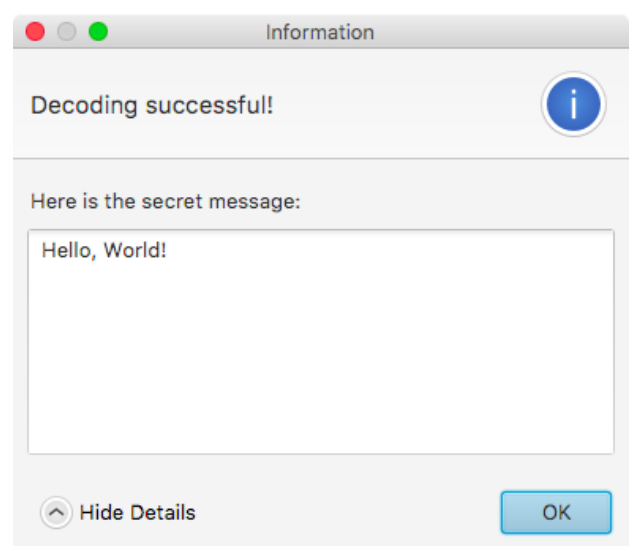 Information
Decoding successful!
Here is the secret message:
Hello, World!
Hide Details
OK